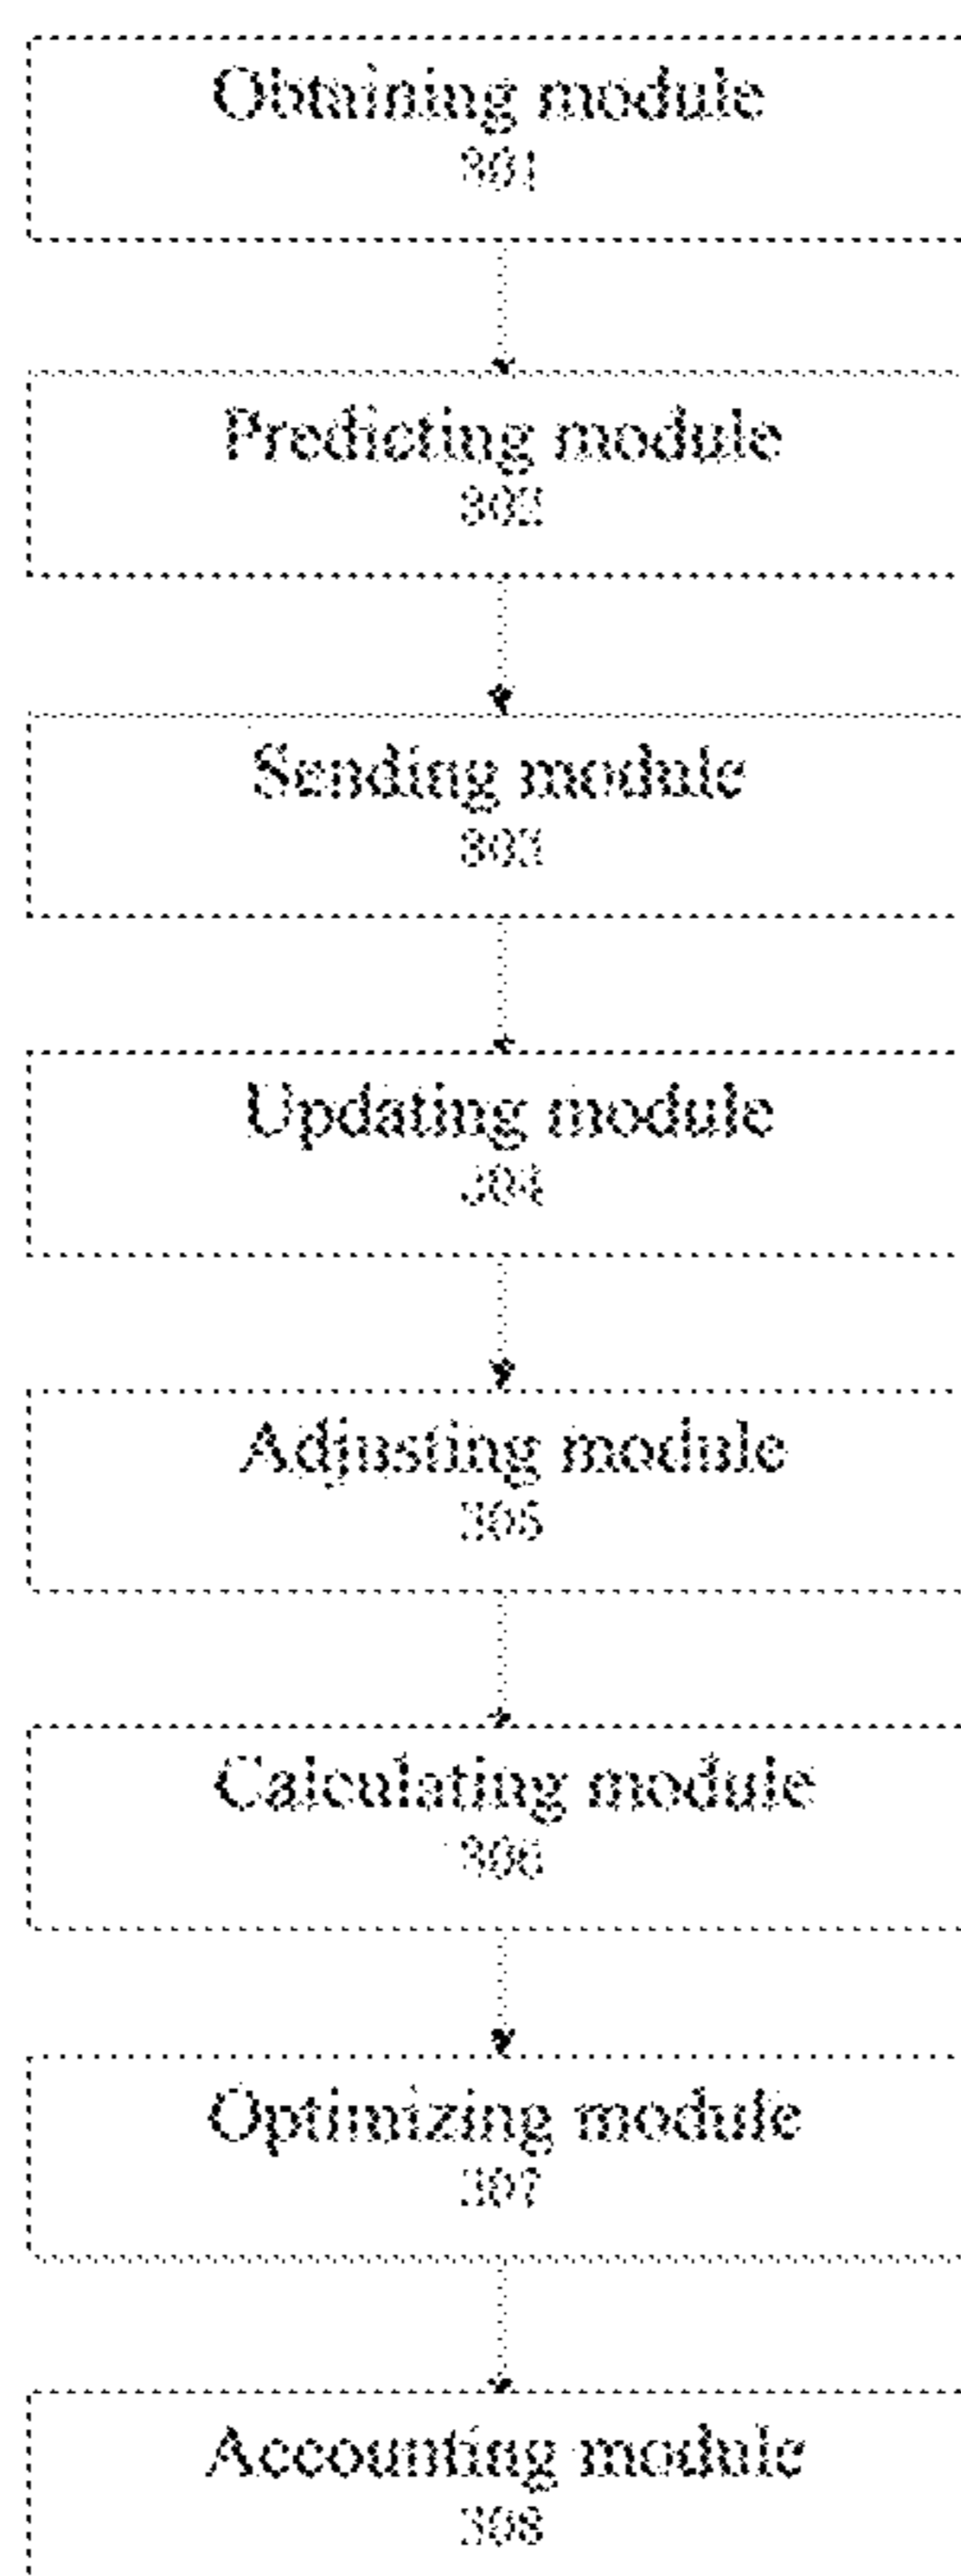 Obtaining module
301
Predicting module
302
Sending module
303
Updating module
304
Adjusting module
305
Calculating module
306
Optimizing module
307
Accounting module
308